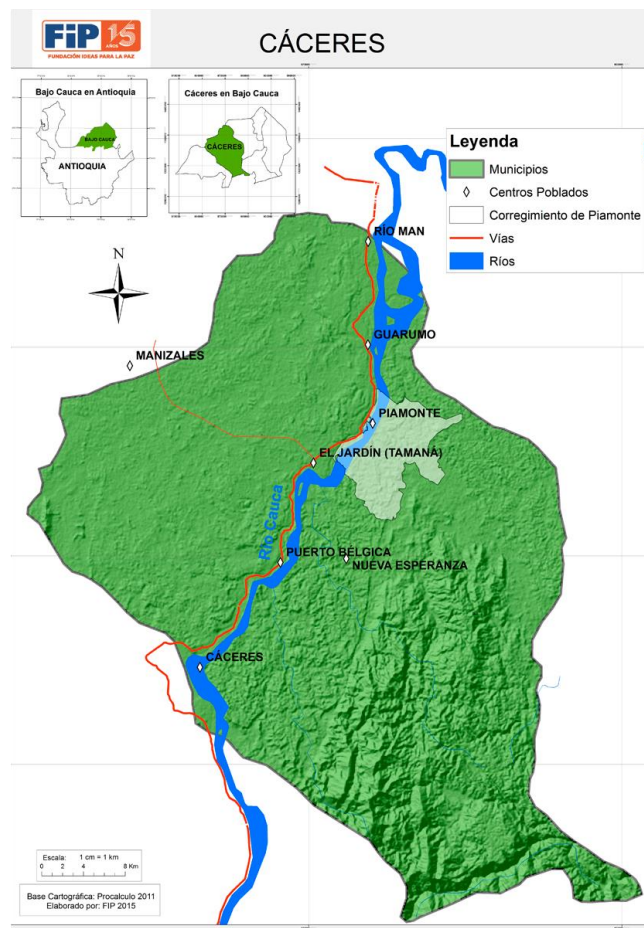 FiP 15
AÑOS
FUNDACIÓN IDEAS PARA LA PAZ
CÁCERES
Bajo Cauca en Antioquia
BAJO CAUCA
ANTIOQUIA
Cáceres en Bajo Cauca
CÁCERES
Leyenda
Municipios
Centros Poblados
Corregimiento de Piamonte
Vías
Ríos
N
RÍO MAN
GUARUMO
MANIZALES
PIAMONTE
EL JARDÍN (TAMANÁ)
Río Cauca
PUERTO BÉLGICA
NUEVA ESPERANZA
CÁCERES
Escala: 1 cm = 1 km
0 2 4 8 Km
Base Cartográfica: Procalculo 2011
Elaborado por: FIP 2015